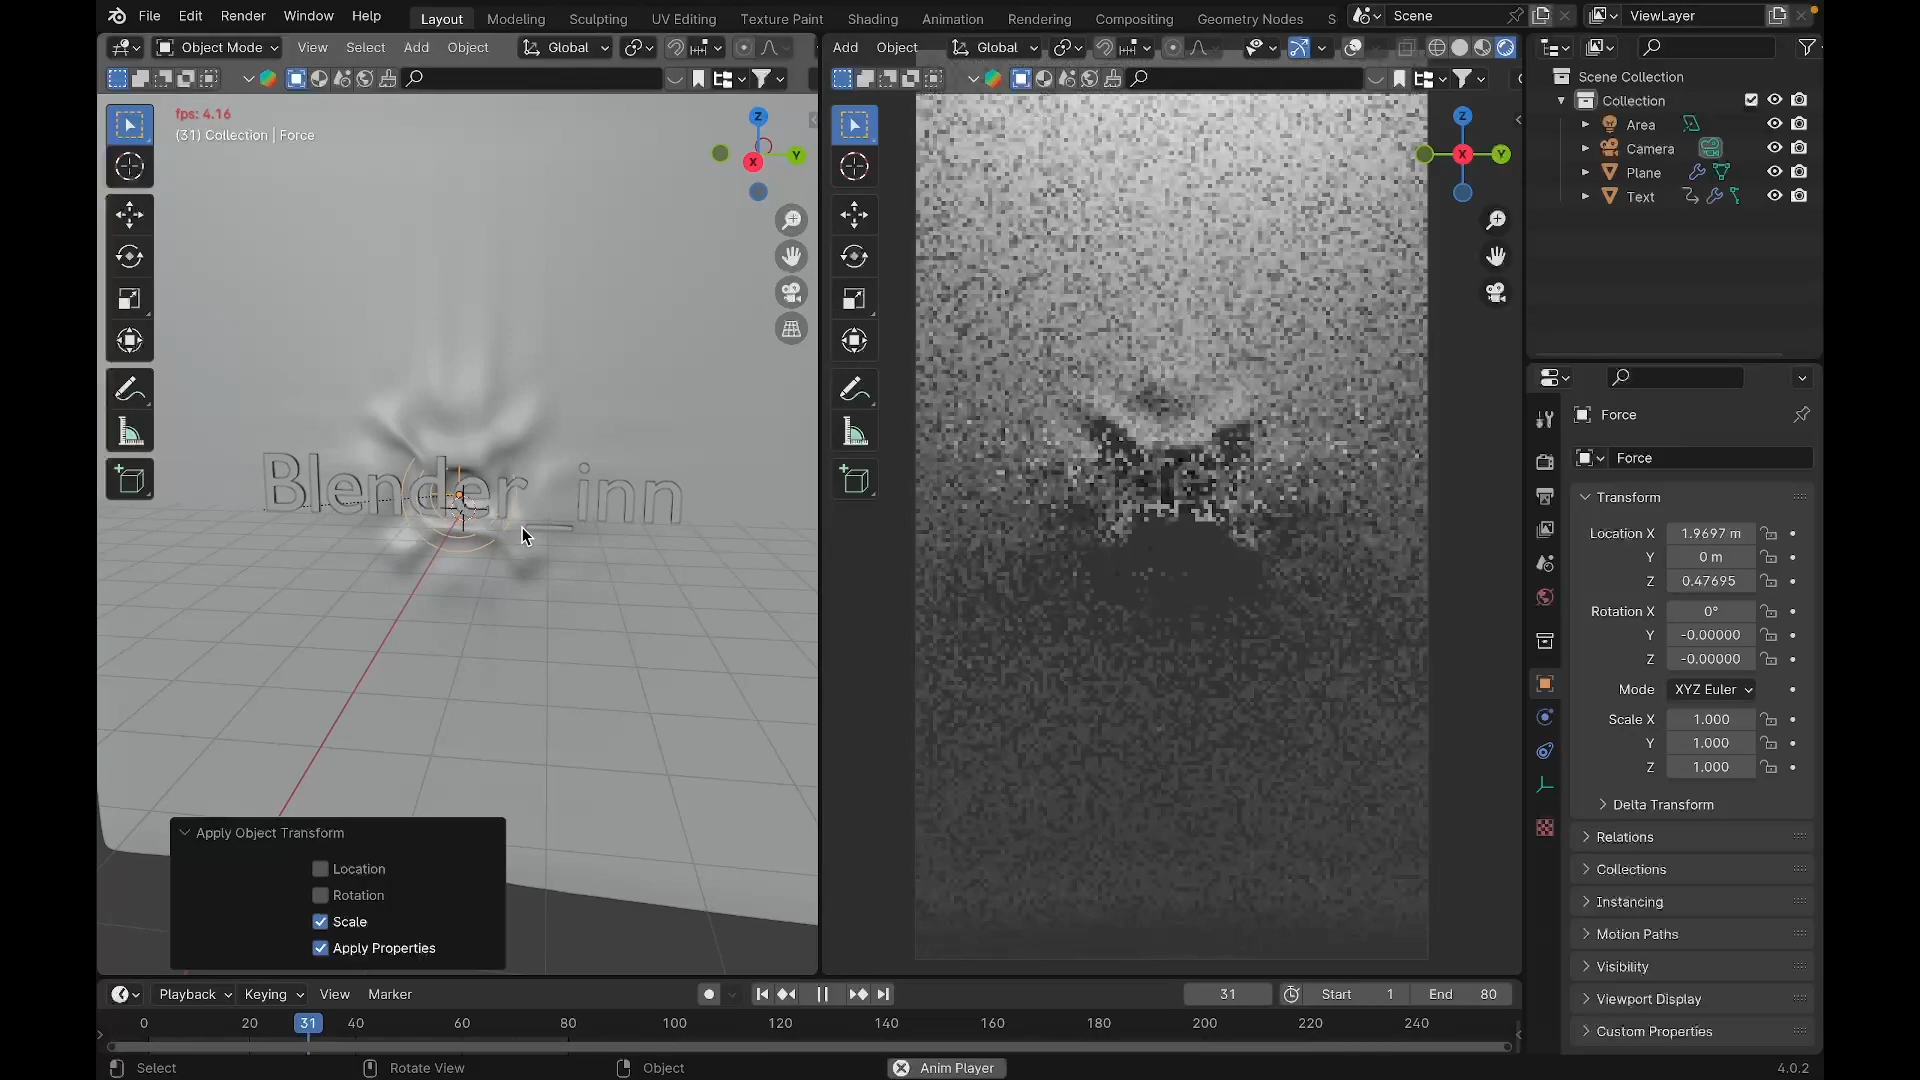 File Edit Render Window Help Layout Modeling Sculpting UV Editing Texture Paint Shading Animation Rendering Compositing Geometry Nodes S Scene ViewLayer
Object Mode View Select Add Object Global
Add Object Global
fps: 4.16
(31) Collection | Force
Z
Y
X
Z
Y
X
Blender_inn
Scene Collection
Collection
Area
Camera
Plane
Text
Force
Force
Transform
Location X 1.9697 m
Y 0 m
Z 0.47695
Rotation X 0°
Y -0.00000
Z -0.00000
Mode XYZ Euler
Scale X 1.000
Y 1.000
Z 1.000
Delta Transform
Relations
Collections
Instancing
Motion Paths
Visibility
Viewport Display
Custom Properties
Apply Object Transform
Location
Rotation
Scale
Apply Properties
Playback Keying View Marker 31 Start 1 End 80
0 20 31 40 60 80 100 120 140 160 180 200 220 240
Select Rotate View Object Anim Player 4.0.2